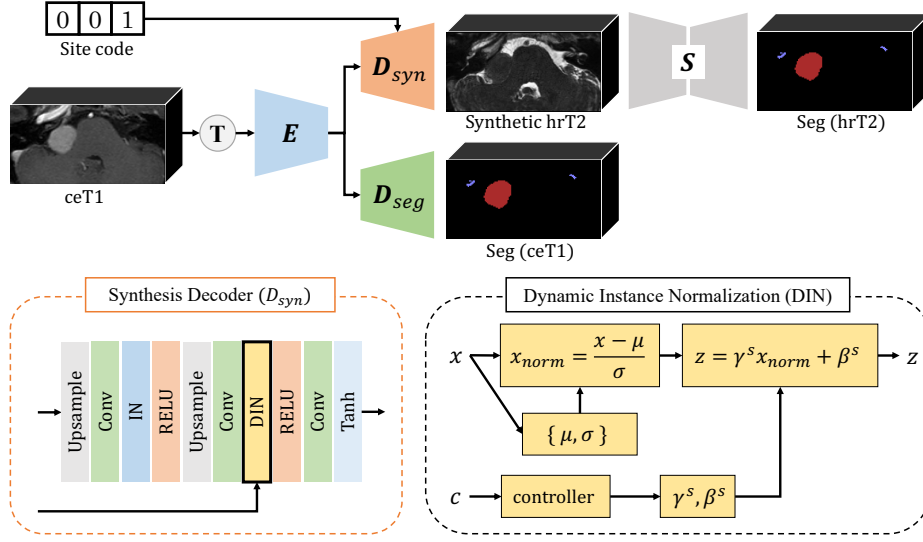 0 0 1
Site code
ceT1
T
E
D_syn
Synthetic hrT2
S
Seg (hrT2)
D_seg
Seg (ceT1)
Synthesis Decoder (D_syn)
Upsample
Conv
IN
RELU
Upsample
Conv
DIN
RELU
Conv
Tanh
Dynamic Instance Normalization (DIN)
x
x_norm = (x − μ) / σ
z = γ^s x_norm + β^s
z
{ μ, σ }
c
controller
γ^s, β^s